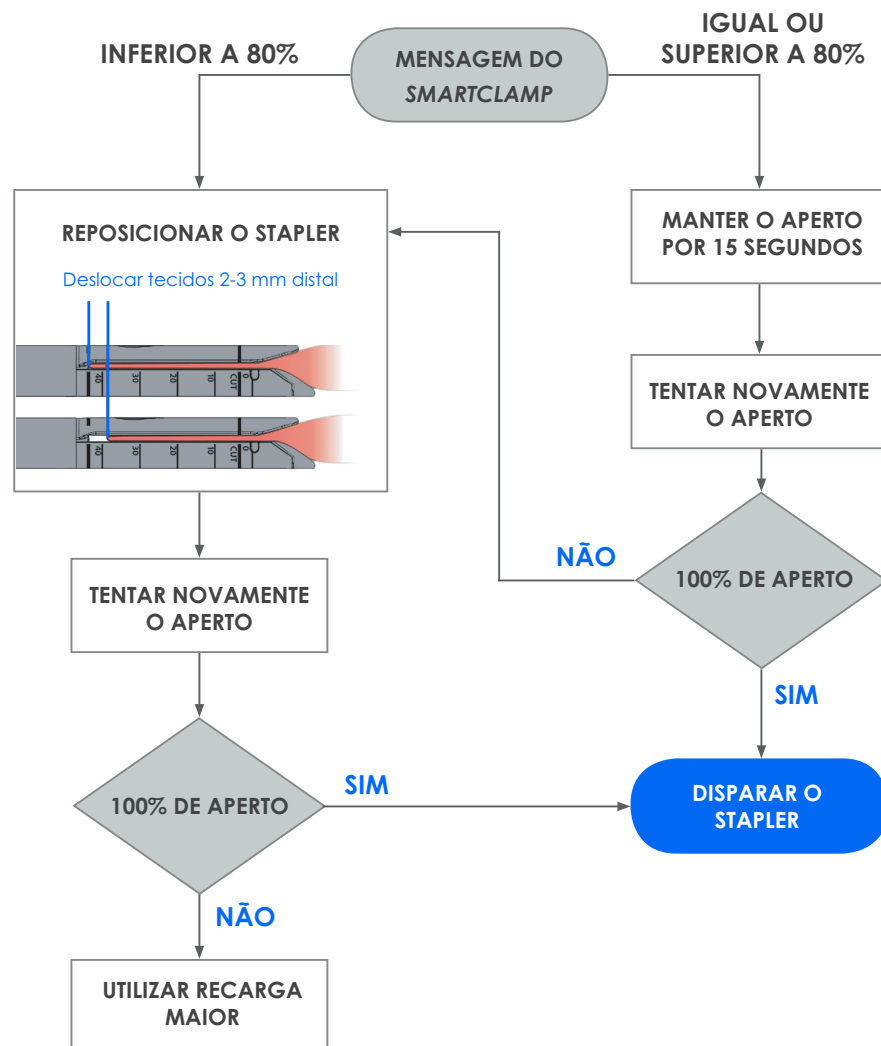 INFERIOR A 80%
MENSAGEM DO
SMARTCLAMP
IGUAL OU
SUPERIOR A 80%
REPOSICIONAR O STAPLER
Deslocar tecidos 2-3 mm distal
40 30 20 10 CUT 0
40 30 20 10 CUT 0
MANTER O APERTO
POR 15 SEGUNDOS
TENTAR NOVAMENTE
O APERTO
100% DE APERTO
NÃO
SIM
TENTAR NOVAMENTE
O APERTO
100% DE APERTO
SIM
NÃO
DISPARAR O
STAPLER
UTILIZAR RECARGA
MAIOR